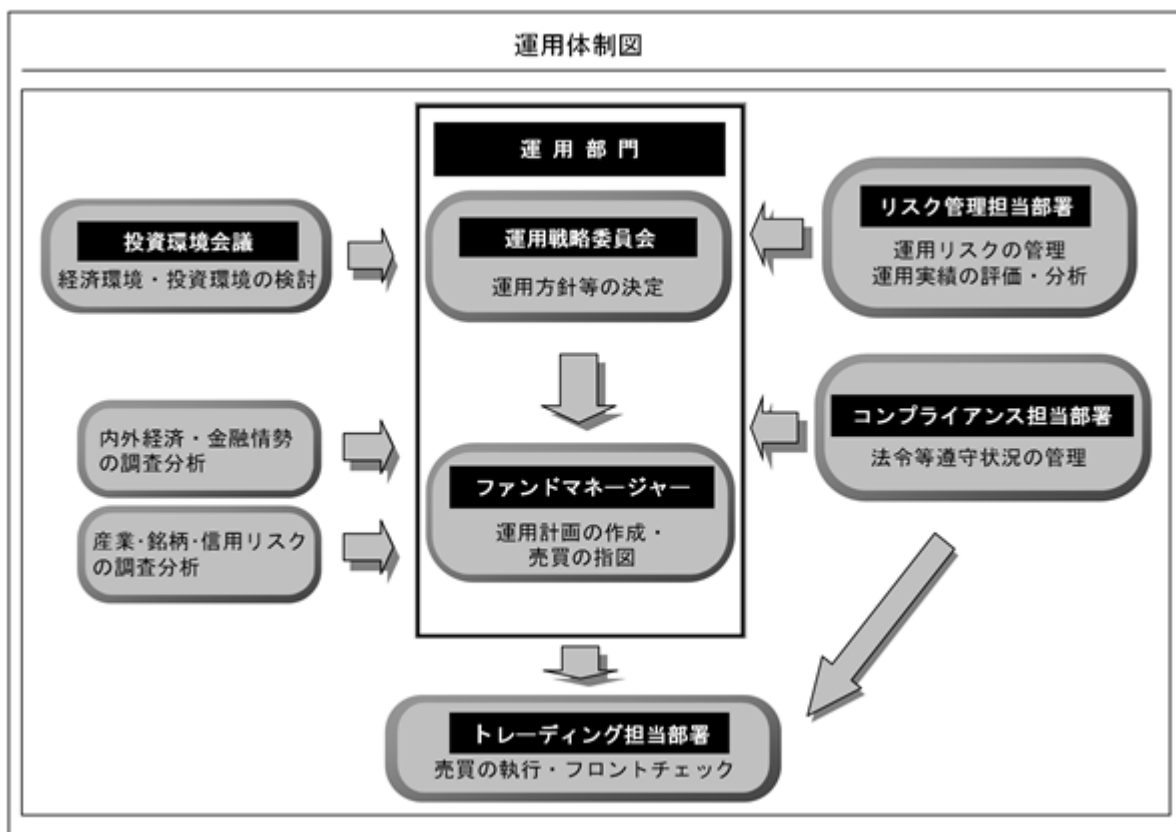 運用体制図
運用部門
投資環境会議
経済環境・投資環境の検討
運用戦略委員会
運用方針等の決定
リスク管理担当部署
運用リスクの管理
運用実績の評価・分析
内外経済・金融情勢
の調査分析
産業・銘柄・信用リスク
の調査分析
ファンドマネージャー
運用計画の作成・
売買の指図
コンプライアンス担当部署
法令等遵守状況の管理
トレーディング担当部署
売買の執行・フロントチェック